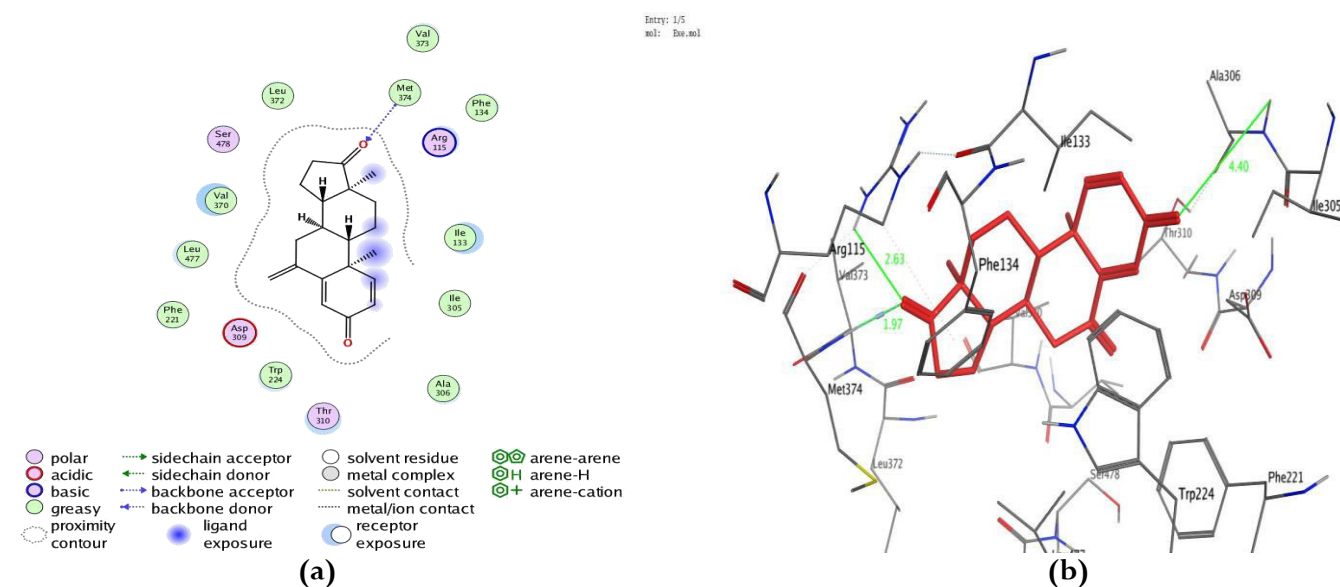 Entry: 1/5
mol: Exe.mol
Val
373
Leu
372
Met
374
Phe
134
Ser
478
Arg
115
Val
370
Leu
477
Ile
133
Phe
221
Asp
309
Ile
305
Trp
224
Ala
306
Thr
310
O
H
H
H
O
polar
acidic
basic
greasy
proximity
contour
sidechain acceptor
sidechain donor
backbone acceptor
backbone donor
ligand
exposure
solvent residue
metal complex
solvent contact
metal/ion contact
receptor
exposure
arene-arene
H arene-H
+ arene-cation
(a)
Ala306
Ile133
4.40
Ile305
Arg115
Thr310
Val373
2.63
Phe134
Asp309
1.97
Met374
Leu372
Ser478
Phe221
Trp224
(b)